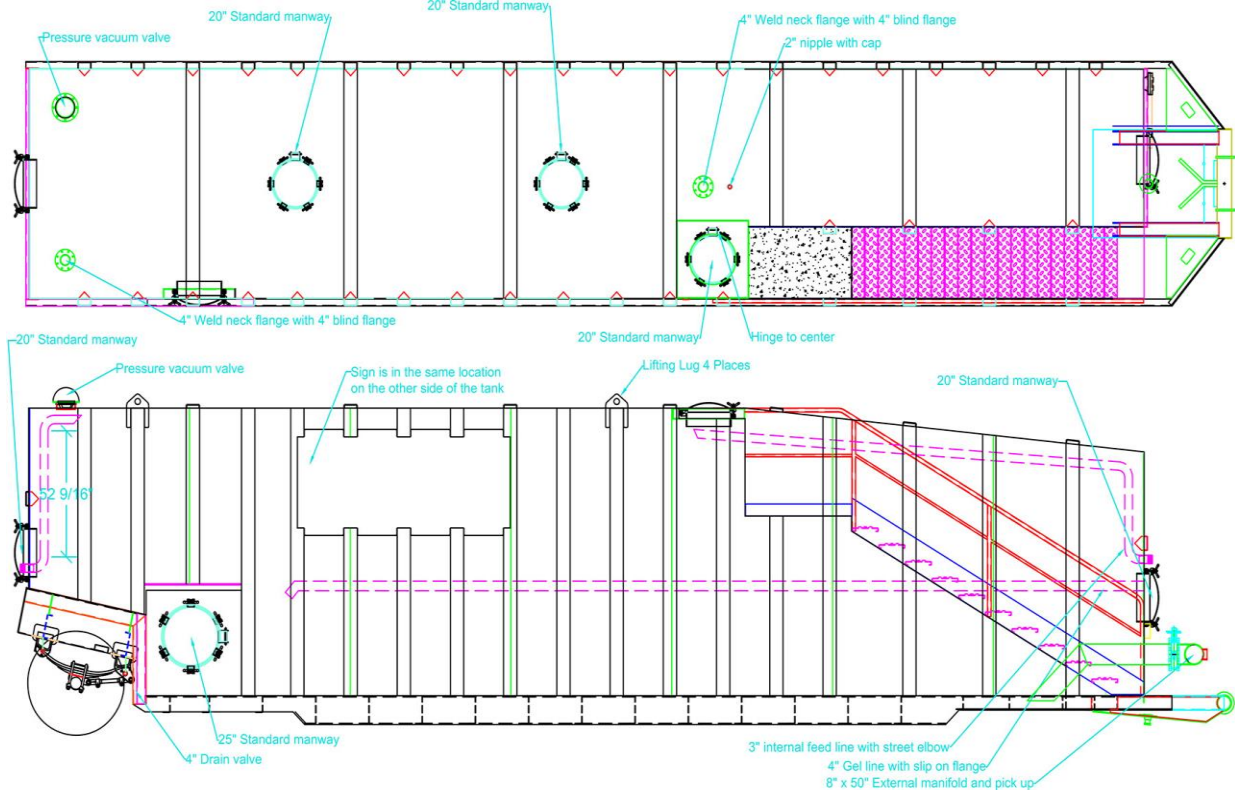 20" Standard manway
20" Standard manway
4" Weld neck flange with 4" blind flange
Pressure vacuum valve
2" nipple with cap
4" Weld neck flange with 4" blind flange
20" Standard manway
Hinge to center
20" Standard manway
Pressure vacuum valve
Sign is in the same location
on the other side of the tank
Lifting Lug 4 Places
20" Standard manway
52 9/16"
25" Standard manway
4" Drain valve
3" internal feed line with street elbow
4" Gel line with slip on flange
8" x 50" External manifold and pick up